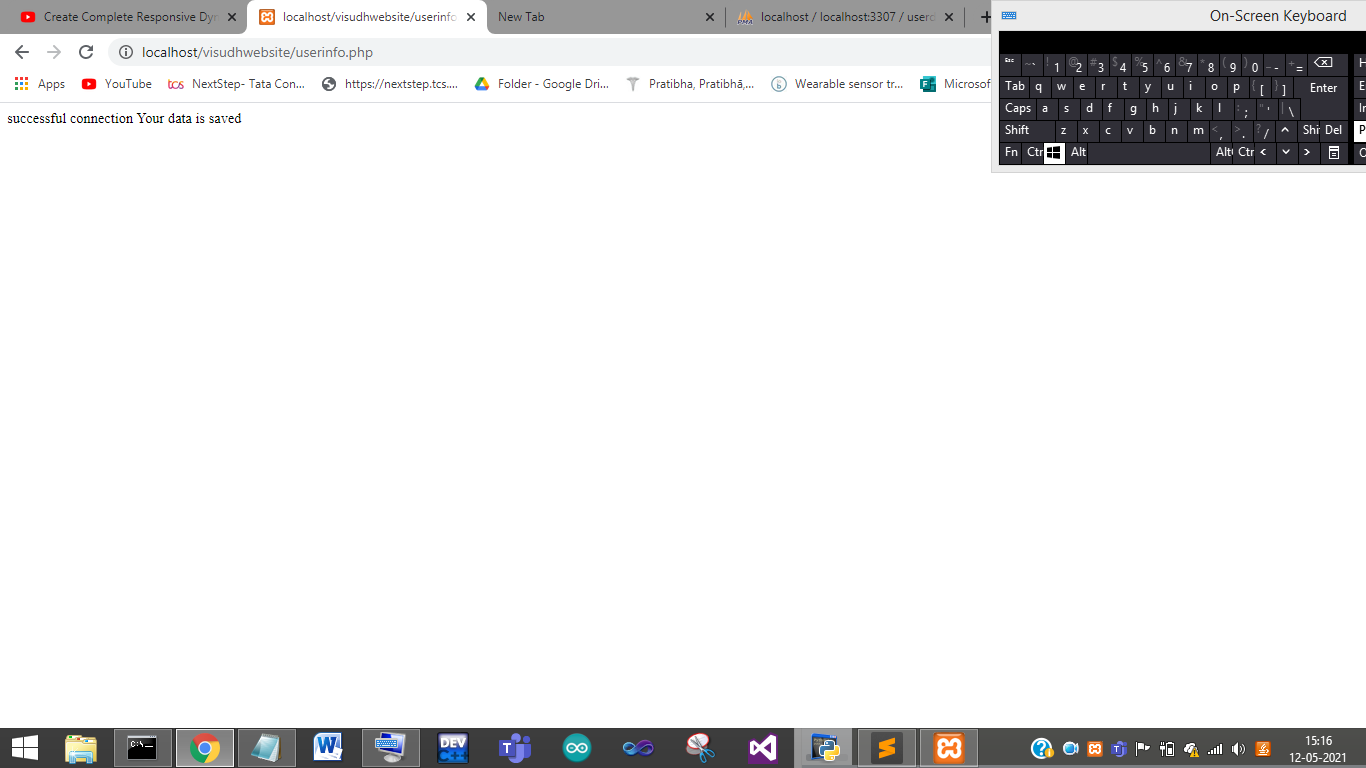 Create Complete Responsive Dyn
localhost/visudhwebsite/userinfo
New Tab
localhost / localhost:3307 / userd
On-Screen Keyboard
localhost/visudhwebsite/userinfo.php
Apps YouTube NextStep- Tata Con... https://nextstep.tcs.... Folder - Google Dri... Pratibha, Pratibhā,... Wearable sensor tr... Microsof
successful connection Your data is saved
Esc ~ ` ! 1 @ 2 # 3 $ 4 % 5 ^ 6 & 7 * 8 ( 9 ) 0 _ - + =
Tab q w e r t y u i o p { [ } ] Enter
Caps a s d f g h j k l : ; " ' | \
Shift z x c v b n m < , > . ? / Shi Del
Fn Ctr Alt Alt Ctr
15:16
12-05-2021